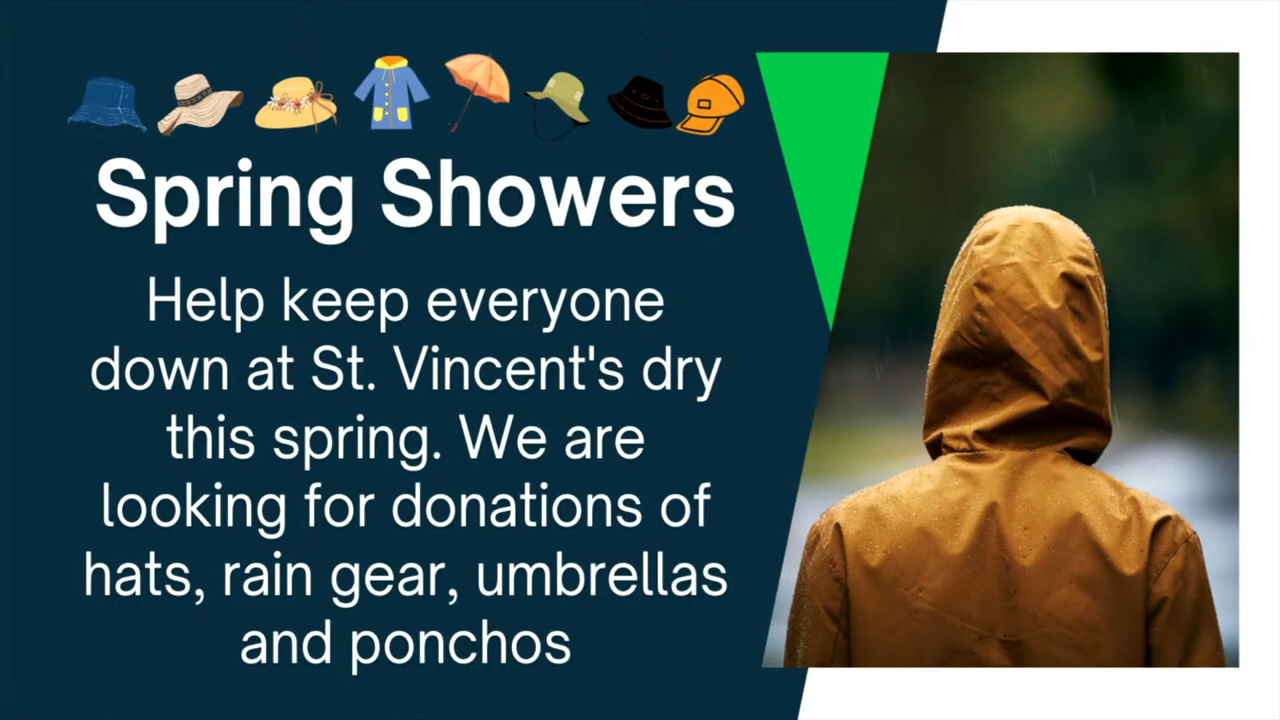 Spring Showers
Help keep everyone
down at St. Vincent's dry
this spring. We are
looking for donations of
hats, rain gear, umbrellas
and ponchos